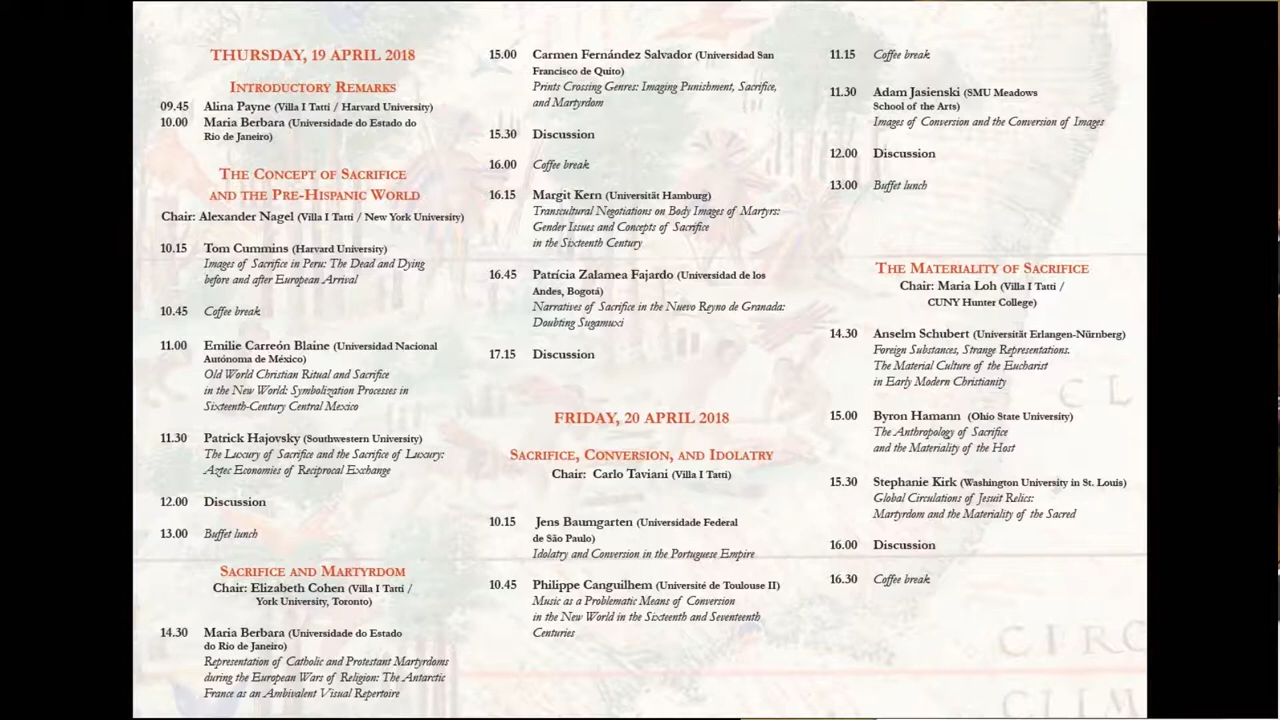 THURSDAY, 19 APRIL 2018
INTRODUCTORY REMARKS
09.45 Alina Payne (Villa I Tatti / Harvard University)
10.00 Maria Berbara (Universidade do Estado do
Rio de Janeiro)
THE CONCEPT OF SACRIFICE
AND THE PRE-HISPANIC WORLD
Chair: Alexander Nagel (Villa I Tatti / New York University)
10.15 Tom Cummins (Harvard University)
Images of Sacrifice in Peru: The Dead and Dying
before and after European Arrival
10.45 Coffee break
11.00 Emilie Carreón Blaine (Universidad Nacional
Autónoma de México)
Old World Christian Ritual and Sacrifice
in the New World: Symbolization Processes in
Sixteenth-Century Central Mexico
11.30 Patrick Hajovsky (Southwestern University)
The Luxury of Sacrifice and the Sacrifice of Luxury:
Aztec Economies of Reciprocal Exchange
12.00 Discussion
13.00 Buffet lunch
SACRIFICE AND MARTYRDOM
Chair: Elizabeth Cohen (Villa I Tatti /
York University, Toronto)
14.30 Maria Berbara (Universidade do Estado
do Rio de Janeiro)
Representation of Catholic and Protestant Martyrdoms
during the European Wars of Religion: The Antarctic
France as an Ambivalent Visual Repertoire
15.00 Carmen Fernández Salvador (Universidad San
Francisco de Quito)
Prints Crossing Genres: Imaging Punishment, Sacrifice,
and Martyrdom
15.30 Discussion
16.00 Coffee break
16.15 Margit Kern (Universität Hamburg)
Transcultural Negotiations on Body Images of Martyrs:
Gender Issues and Concepts of Sacrifice
in the Sixteenth Century
16.45 Patrícia Zalamea Fajardo (Universidad de los
Andes, Bogotá)
Narratives of Sacrifice in the Nuevo Reyno de Granada:
Doubting Sugamuxi
17.15 Discussion
FRIDAY, 20 APRIL 2018
SACRIFICE, CONVERSION, AND IDOLATRY
Chair: Carlo Taviani (Villa I Tatti)
10.15 Jens Baumgarten (Universidade Federal
de São Paulo)
Idolatry and Conversion in the Portuguese Empire
10.45 Philippe Canguilhem (Université de Toulouse II)
Music as a Problematic Means of Conversion
in the New World in the Sixteenth and Seventeenth
Centuries
11.15 Coffee break
11.30 Adam Jasienski (SMU Meadows
School of the Arts)
Images of Conversion and the Conversion of Images
12.00 Discussion
13.00 Buffet lunch
THE MATERIALITY OF SACRIFICE
Chair: Maria Loh (Villa I Tatti /
CUNY Hunter College)
14.30 Anselm Schubert (Universität Erlangen-Nürnberg)
Foreign Substances, Strange Representations.
The Material Culture of the Eucharist
in Early Modern Christianity
15.00 Byron Hamann (Ohio State University)
The Anthropology of Sacrifice
and the Materiality of the Host
15.30 Stephanie Kirk (Washington University in St. Louis)
Global Circulations of Jesuit Relics:
Martyrdom and the Materiality of the Sacred
16.00 Discussion
16.30 Coffee break
CL
CIRC
CLIM